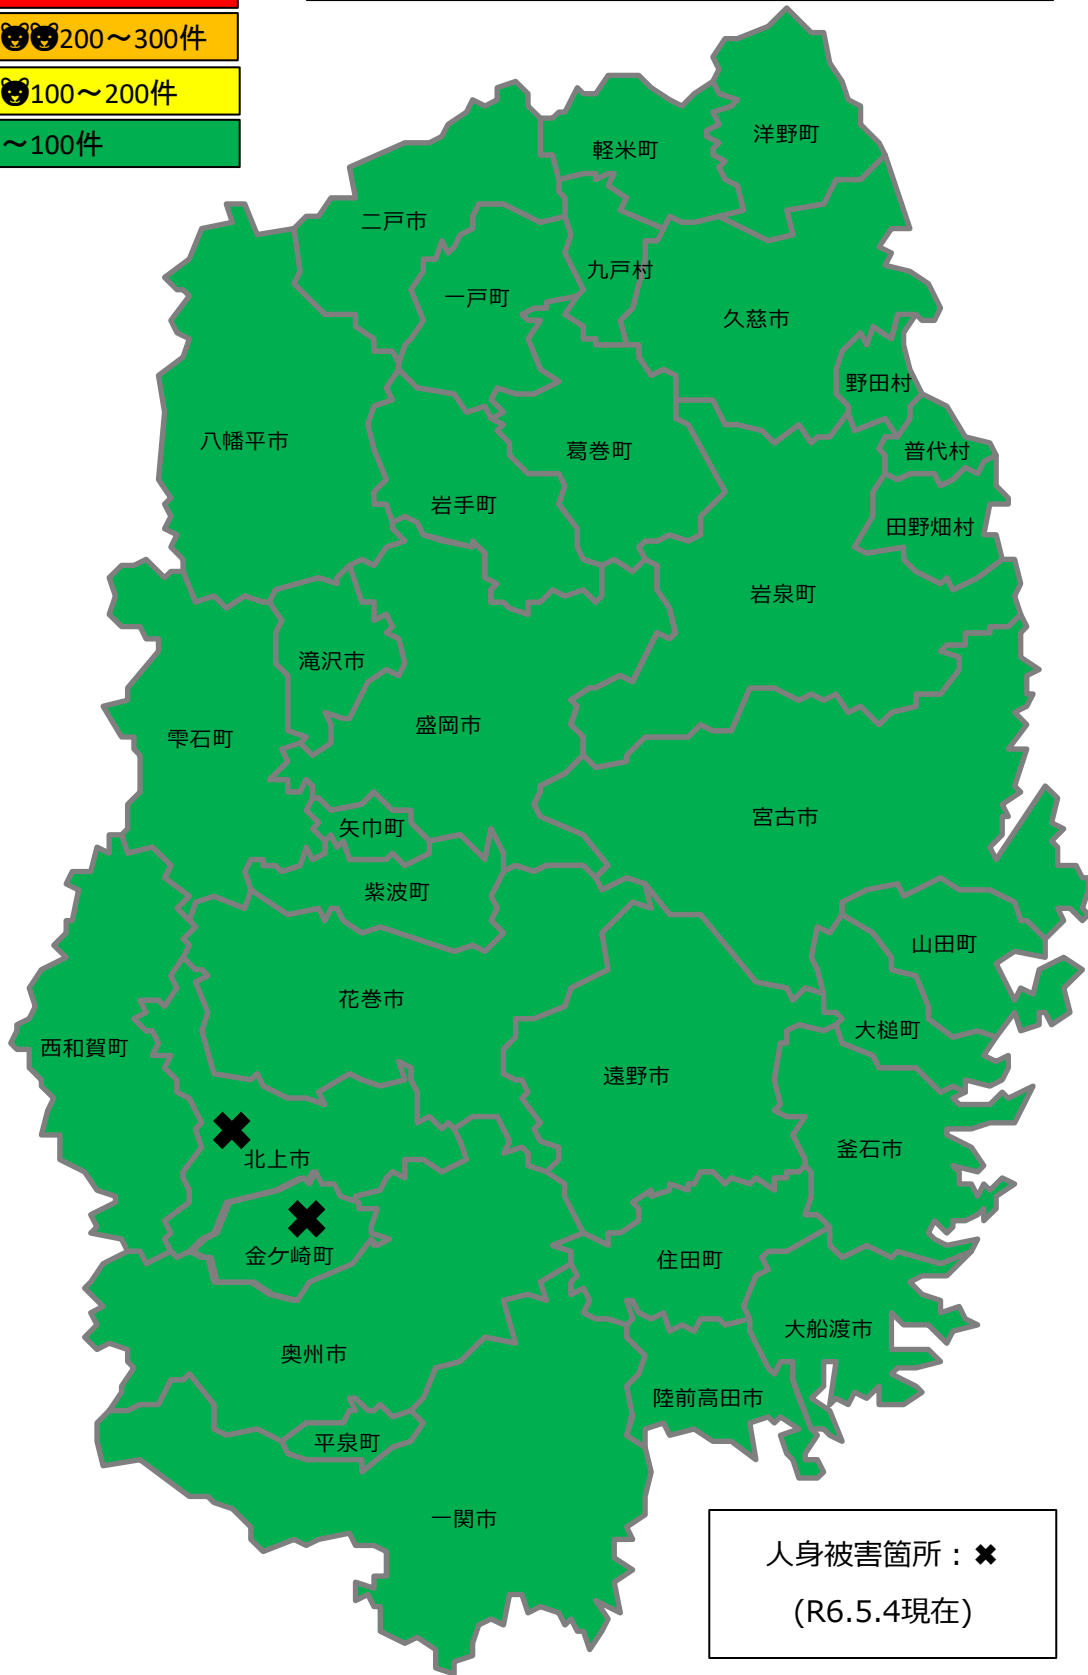 200～300件
100～200件
～100件
洋野町
軽米町
二戸市
九戸村
一戸町
久慈市
野田村
八幡平市
葛巻町
普代村
岩手町
田野畑村
岩泉町
滝沢市
盛岡市
雫石町
宮古市
矢巾町
紫波町
山田町
花巻市
大槌町
西和賀町
遠野市
釜石市
北上市
金ケ崎町
住田町
大船渡市
奥州市
陸前高田市
平泉町
一関市
人身被害箇所：✖
(R6.5.4現在)